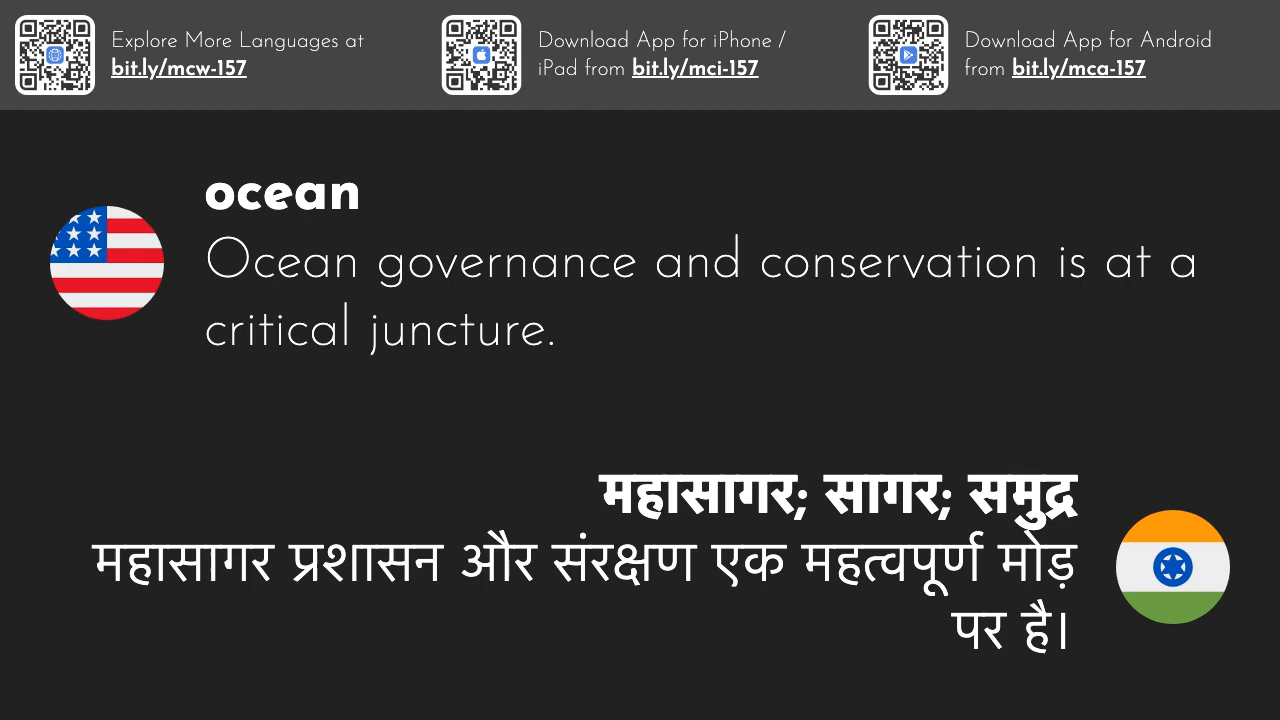 Explore More Languages at
bit.ly/mcw-157
Download App for iPhone /
iPad from bit.ly/mci-157
Download App for Android
from bit.ly/mca-157
ocean
Ocean governance and conservation is at a
critical juncture.
महासागर; सागर; समुद्र
महासागर प्रशासन और संरक्षण एक महत्वपूर्ण मोड़
पर है।